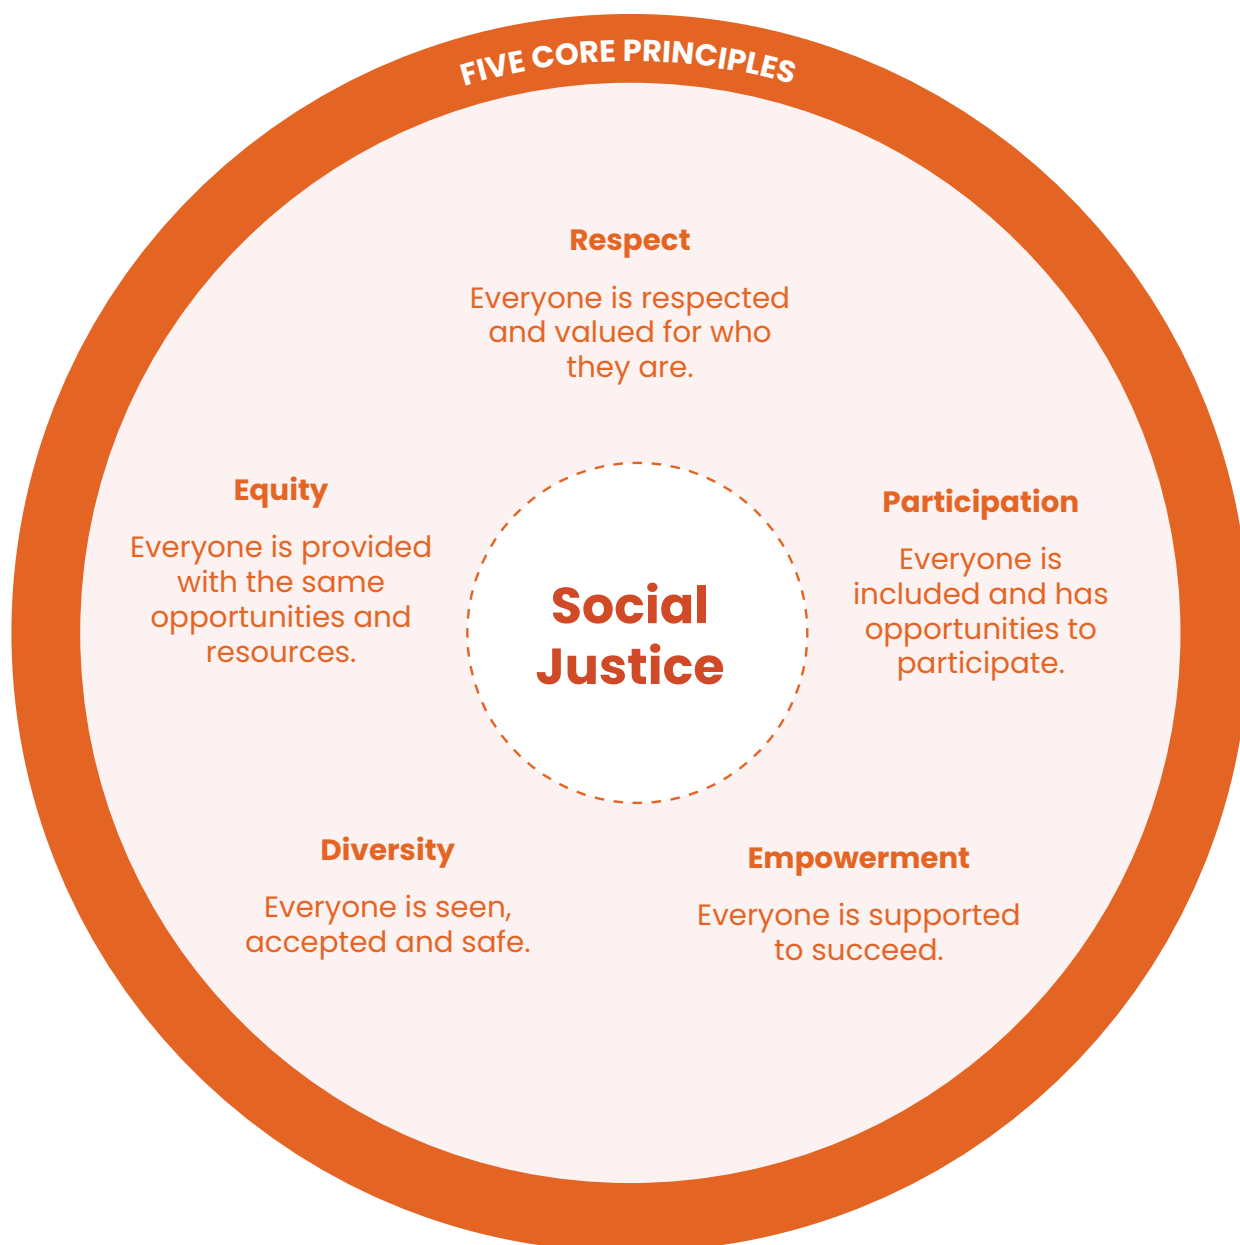 FIVE CORE PRINCIPLES
Respect
Everyone is respected
and valued for who
they are.
Equity
Everyone is provided
with the same
opportunities and
resources.
Social
Justice
Participation
Everyone is
included and has
opportunities to
participate.
Diversity
Everyone is seen,
accepted and safe.
Empowerment
Everyone is supported
to succeed.